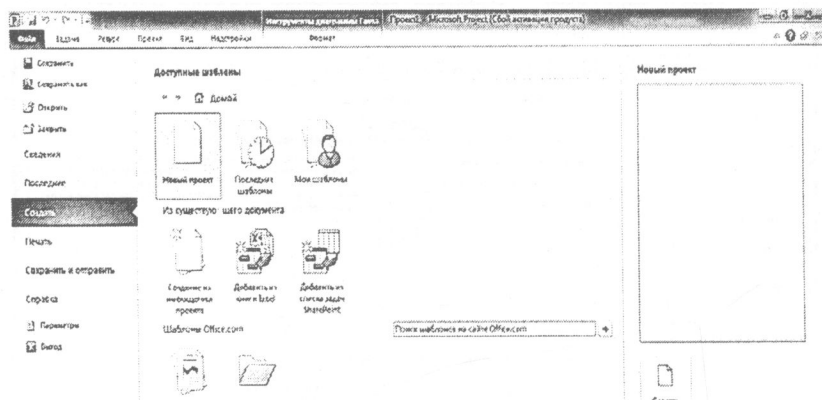 Инструменты диаграммы Ганта
Проект1 - Microsoft Project (Сбой активации продукта)
Файл Задача Ресурс Проект Вид Надстройки Формат
Сохранить
Сохранить как
Открыть
Закрыть
Сведения
Последние
Создать
Печать
Сохранить и отправить
Справка
Параметры
Выход
Доступные шаблоны
Домой
Новый проект
Последние шаблоны
Мои шаблоны
Из существующего документа
Создание из имеющегося проекта
Добавить из книги Excel
Добавить из списка задач SharePoint
Шаблоны Office.com
Поиск шаблонов на сайте Office.com
Новый проект